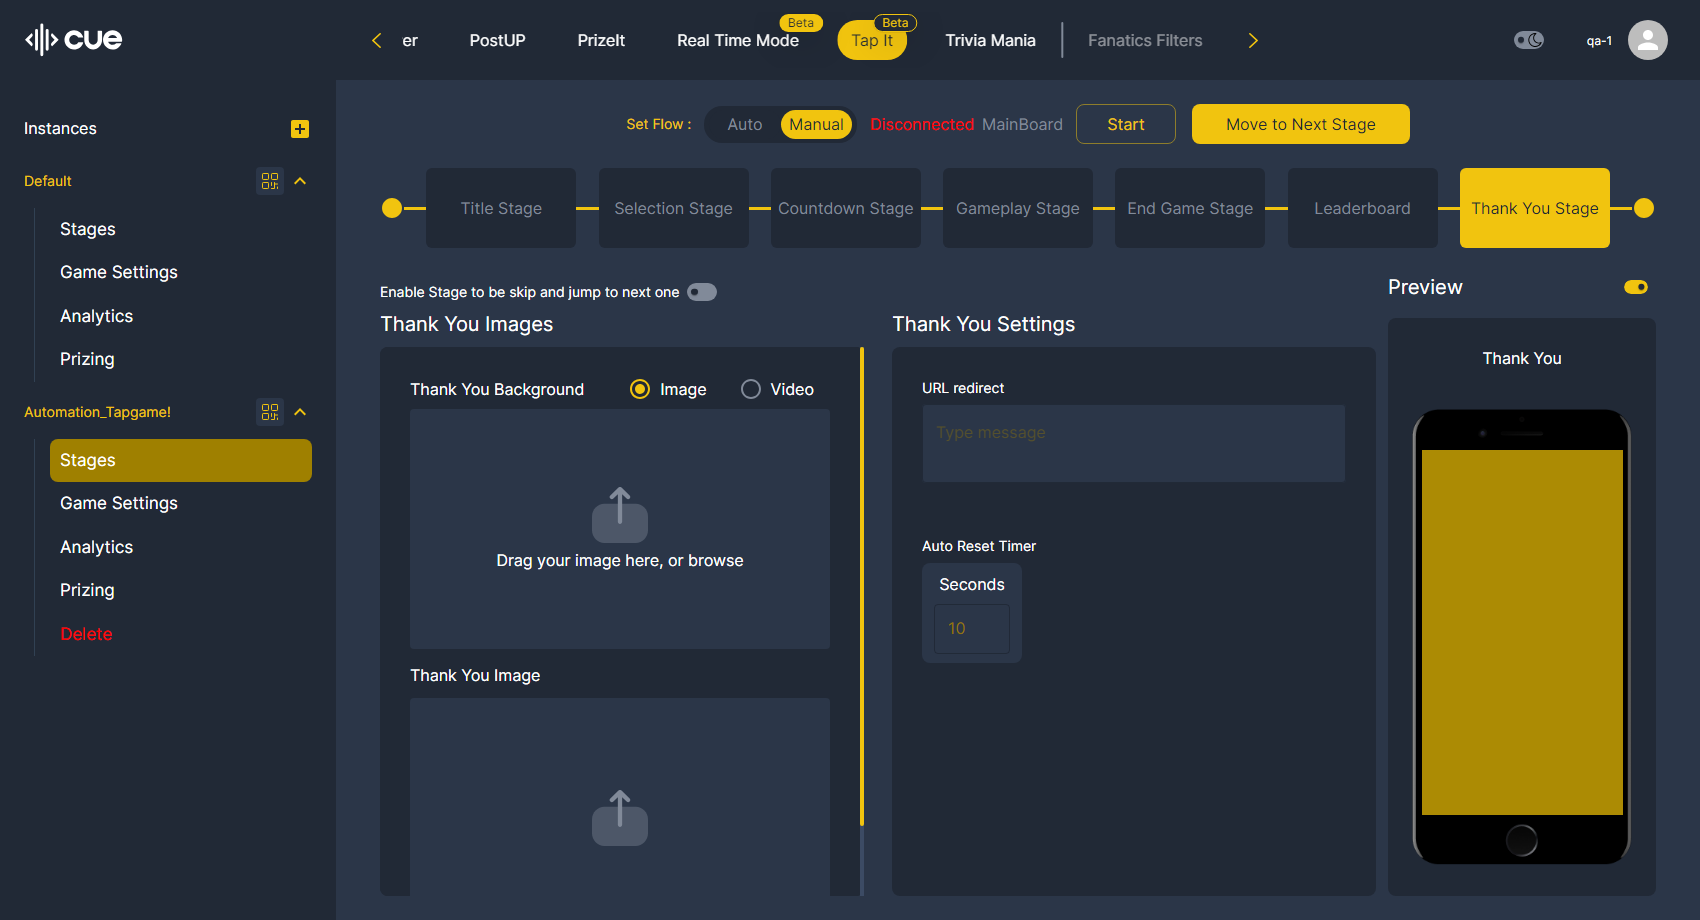 cue
er
PostUP
PrizeIt
Real Time Mode
Beta
Tap It
Beta
Trivia Mania
Fanatics Filters
qa-1
Instances
Default
Stages
Game Settings
Analytics
Prizing
Automation_Tapgame!
Stages
Game Settings
Analytics
Prizing
Delete
Set Flow :
Auto
Manual
Disconnected MainBoard
Start
Move to Next Stage
Title Stage
Selection Stage
Countdown Stage
Gameplay Stage
End Game Stage
Leaderboard
Thank You Stage
Enable Stage to be skip and jump to next one
Thank You Images
Thank You Background
Image
Video
Drag your image here, or browse
Thank You Image
Thank You Settings
URL redirect
Type message
Auto Reset Timer
Seconds
10
Preview
Thank You